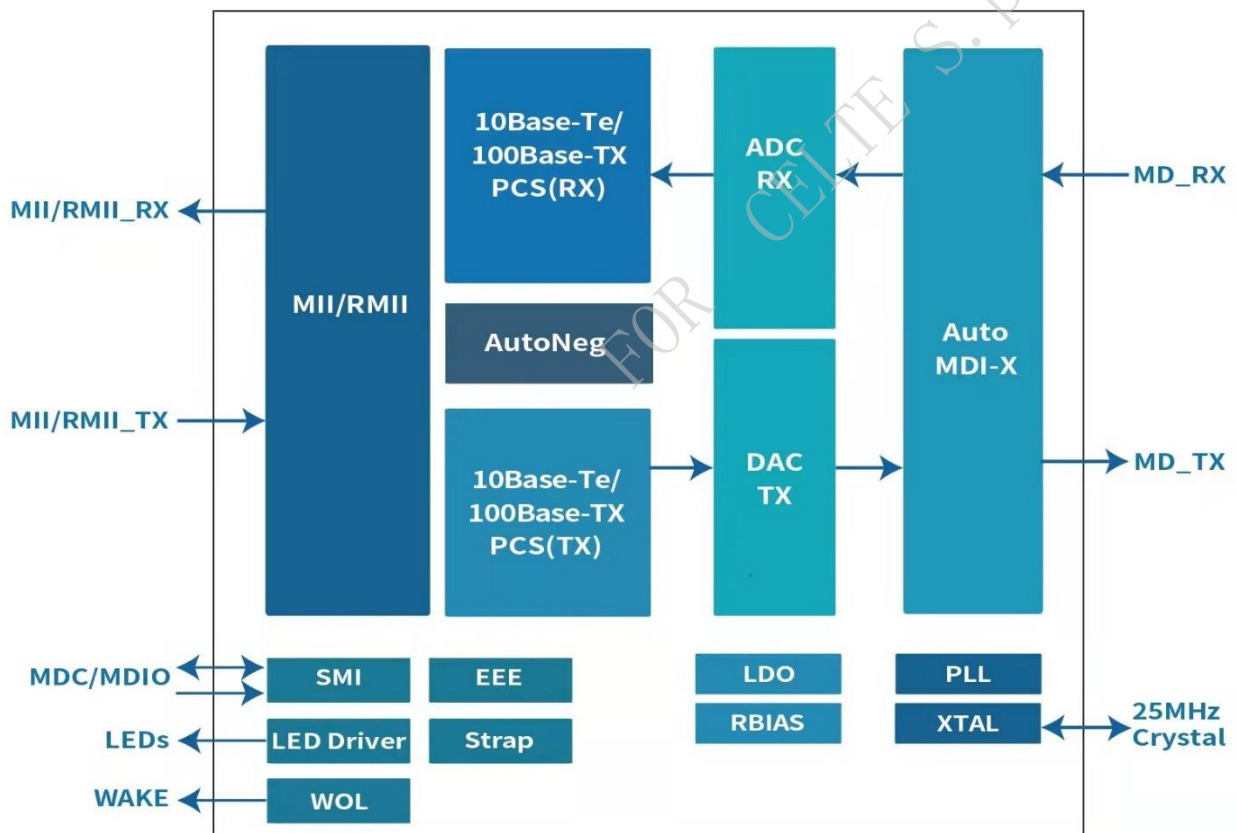 10Base-Te/
100Base-TX
PCS(RX)
ADC
RX
MD_RX
MII/RMII_RX
MII/RMII
AutoNeg
Auto
MDI-X
MII/RMII_TX
10Base-Te/
100Base-TX
PCS(TX)
DAC
TX
MD_TX
MDC/MDIO
SMI
EEE
LDO
PLL
LEDs
LED Driver
Strap
RBIAS
XTAL
25MHz
Crystal
WAKE
WOL
FOR CELTE S.